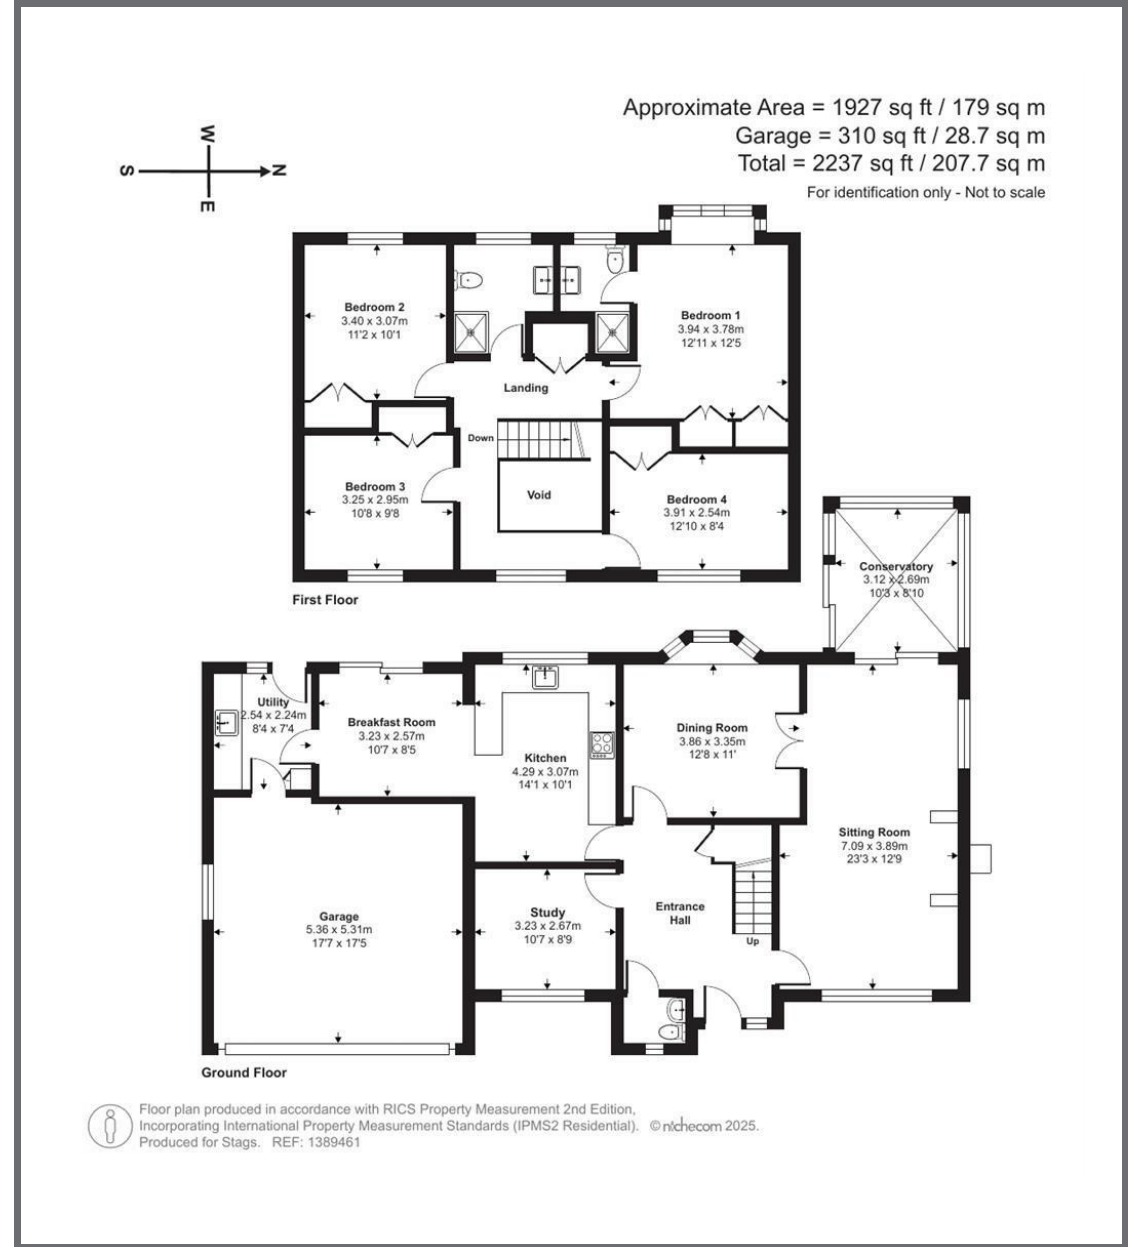 Approximate Area = 1927 sq ft / 179 sq m
Garage = 310 sq ft / 28.7 sq m
Total = 2237 sq ft / 207.7 sq m
For identification only - Not to scale
W
S
N
E
Bedroom 2
3.40 x 3.07m
11'2 x 10'1
Bedroom 1
3.94 x 3.78m
12'11 x 12'5
Landing
Down
Void
Bedroom 3
3.25 x 2.95m
10'8 x 9'8
Bedroom 4
3.91 x 2.54m
12'10 x 8'4
First Floor
Conservatory
3.12 x 2.69m
10'3 x 8'10
Utility
2.54 x 2.24m
8'4 x 7'4
Breakfast Room
3.23 x 2.57m
10'7 x 8'5
Kitchen
4.29 x 3.07m
14'1 x 10'1
Dining Room
3.86 x 3.35m
12'8 x 11'
Sitting Room
7.09 x 3.89m
23'3 x 12'9
Garage
5.36 x 5.31m
17'7 x 17'5
Study
3.23 x 2.67m
10'7 x 8'9
Entrance
Hall
Up
Ground Floor
Floor plan produced in accordance with RICS Property Measurement 2nd Edition,
Incorporating International Property Measurement Standards (IPMS2 Residential). © nichecom 2025.
Produced for Stags. REF: 1389461